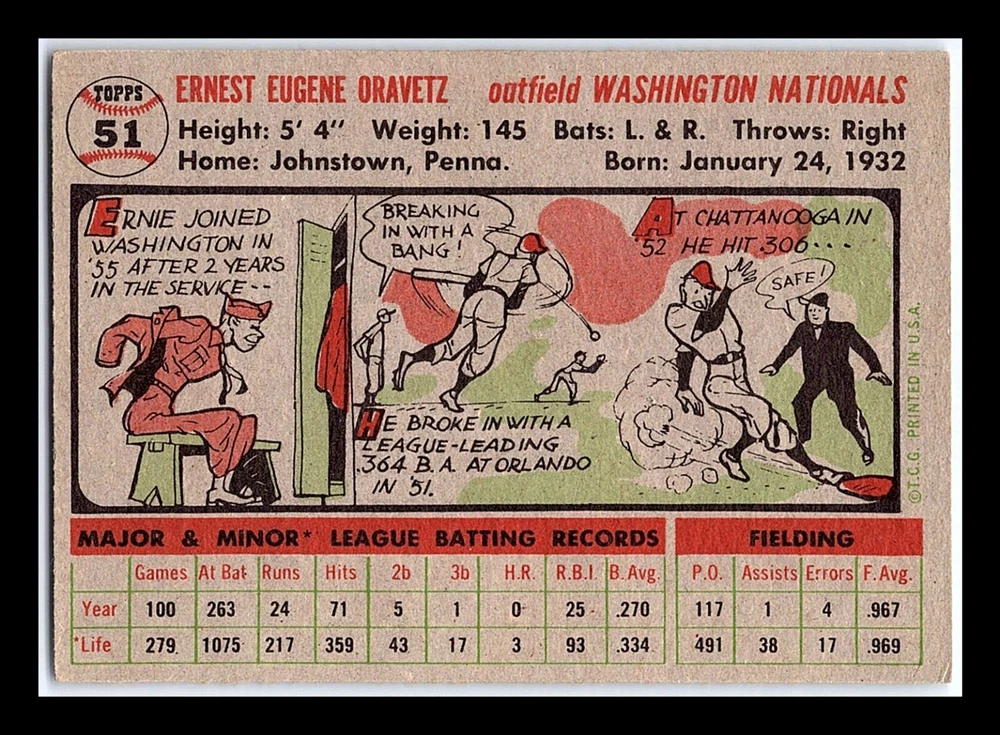 TOPPS
51
ERNEST EUGENE ORAVETZ outfield WASHINGTON NATIONALS
Height: 5' 4" Weight: 145 Bats: L. & R. Throws: Right
Home: Johnstown, Penna. Born: January 24, 1932
ERNIE JOINED
WASHINGTON IN
'55 AFTER 2 YEARS
IN THE SERVICE--
BREAKING
IN WITH A
BANG!
HE BROKE IN WITH A
LEAGUE-LEADING
.364 B.A. AT ORLANDO
IN '51.
AT CHATTANOOGA IN
'52 HE HIT .306...
SAFE!
©T.C.G. PRINTED IN U.S.A.
MAJOR & MINOR* LEAGUE BATTING RECORDS FIELDING
Games At Bat Runs Hits 2b 3b H.R. R.B.I. B.Avg. P.O. Assists Errors F.Avg.
Year 100 263 24 71 5 1 0 25 .270 117 1 4 .967
*Life 279 1075 217 359 43 17 3 93 .334 491 38 17 .969